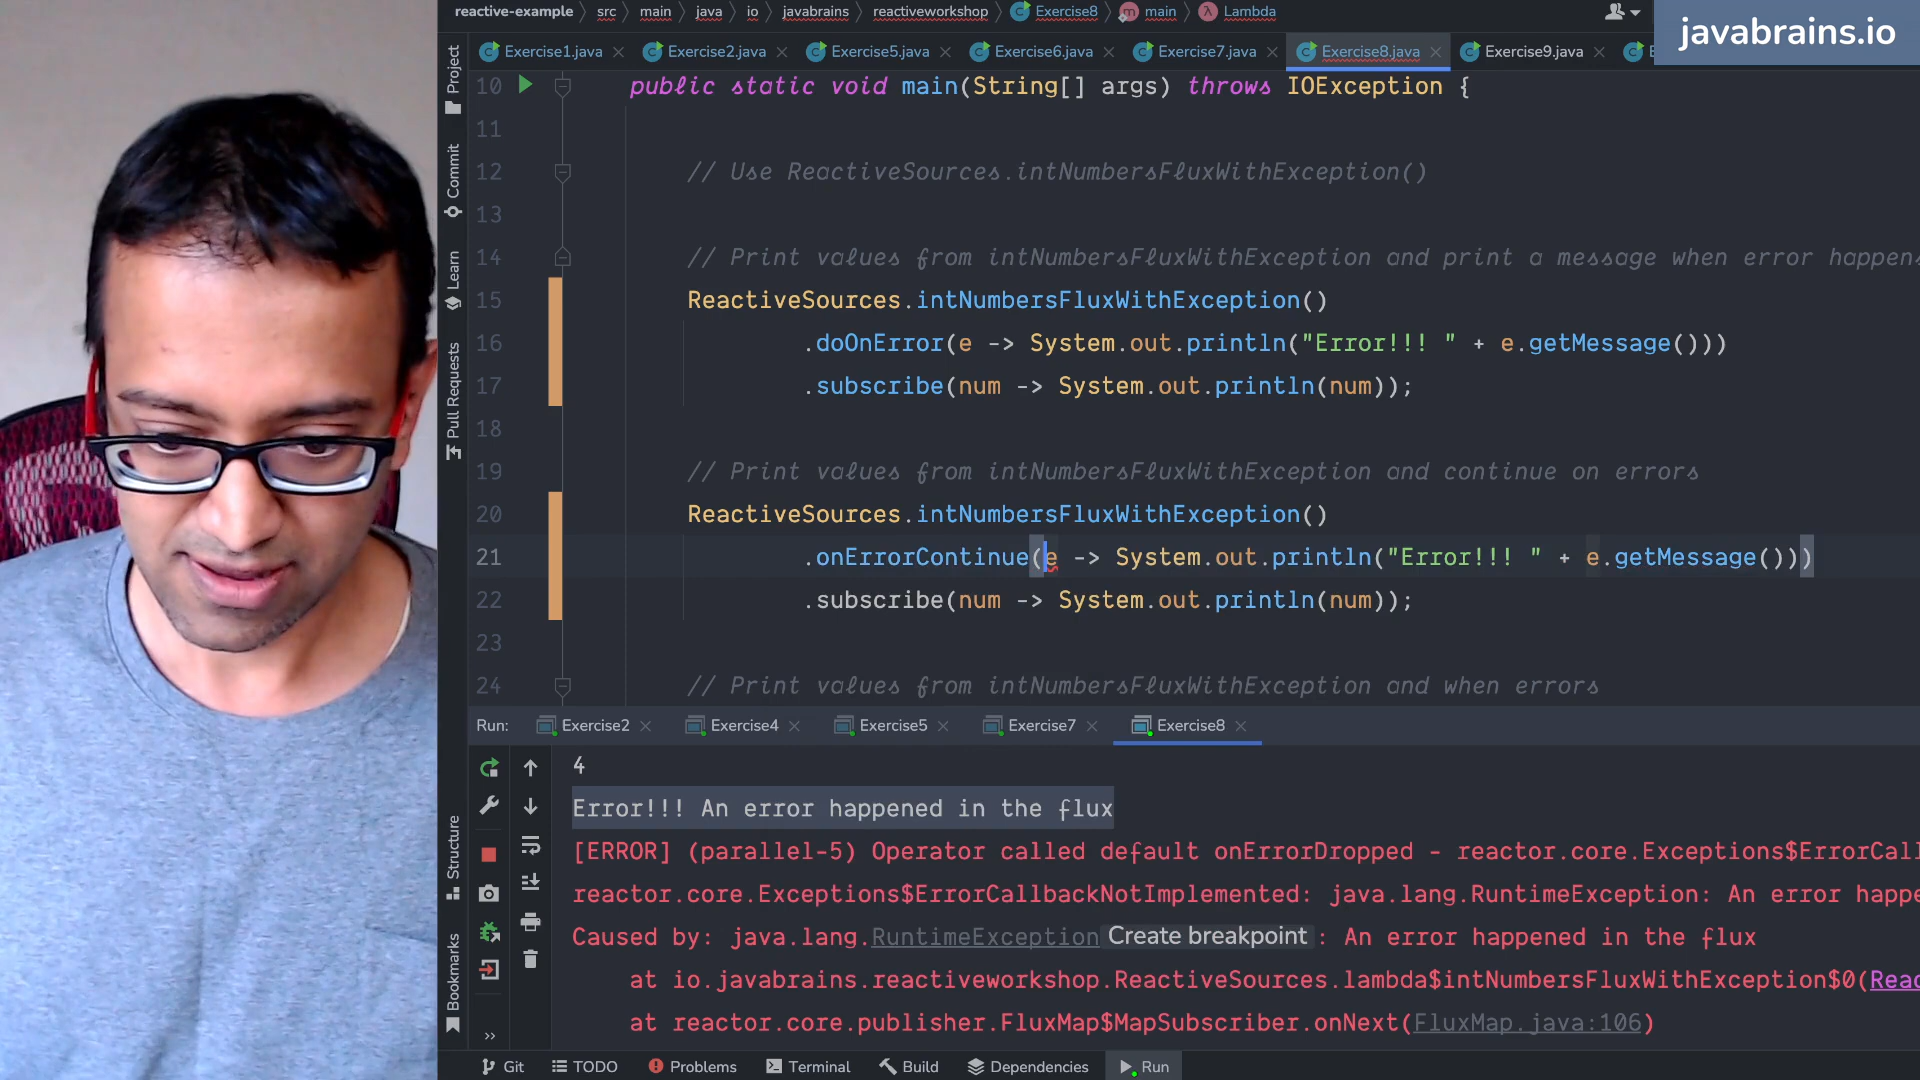 reactive-example > src > main > java > io > javabrains > reactiveworkshop > Exercise8 > main > Lambda
javabrains.io
Exercise1.java Exercise2.java Exercise5.java Exercise6.java Exercise7.java Exercise8.java Exercise9.java
Project
Commit
Learn
Pull Requests
Structure
Bookmarks
10 public static void main(String[] args) throws IOException {
11
12 // Use ReactiveSources.intNumbersFluxWithException()
13
14 // Print values from intNumbersFluxWithException and print a message when error happens
15 ReactiveSources.intNumbersFluxWithException()
16 .doOnError(e -> System.out.println("Error!!! " + e.getMessage()))
17 .subscribe(num -> System.out.println(num));
18
19 // Print values from intNumbersFluxWithException and continue on errors
20 ReactiveSources.intNumbersFluxWithException()
21 .onErrorContinue(e -> System.out.println("Error!!! " + e.getMessage()))
22 .subscribe(num -> System.out.println(num));
23
24 // Print values from intNumbersFluxWithException and when errors
Run: Exercise2 Exercise4 Exercise5 Exercise7 Exercise8
4
Error!!! An error happened in the flux
[ERROR] (parallel-5) Operator called default onErrorDropped - reactor.core.Exceptions$ErrorCall
reactor.core.Exceptions$ErrorCallbackNotImplemented: java.lang.RuntimeException: An error happe
Caused by: java.lang.RuntimeException Create breakpoint : An error happened in the flux
at io.javabrains.reactiveworkshop.ReactiveSources.lambda$intNumbersFluxWithException$0(Reac
at reactor.core.publisher.FluxMap$MapSubscriber.onNext(FluxMap.java:106)
Git TODO Problems Terminal Build Dependencies Run